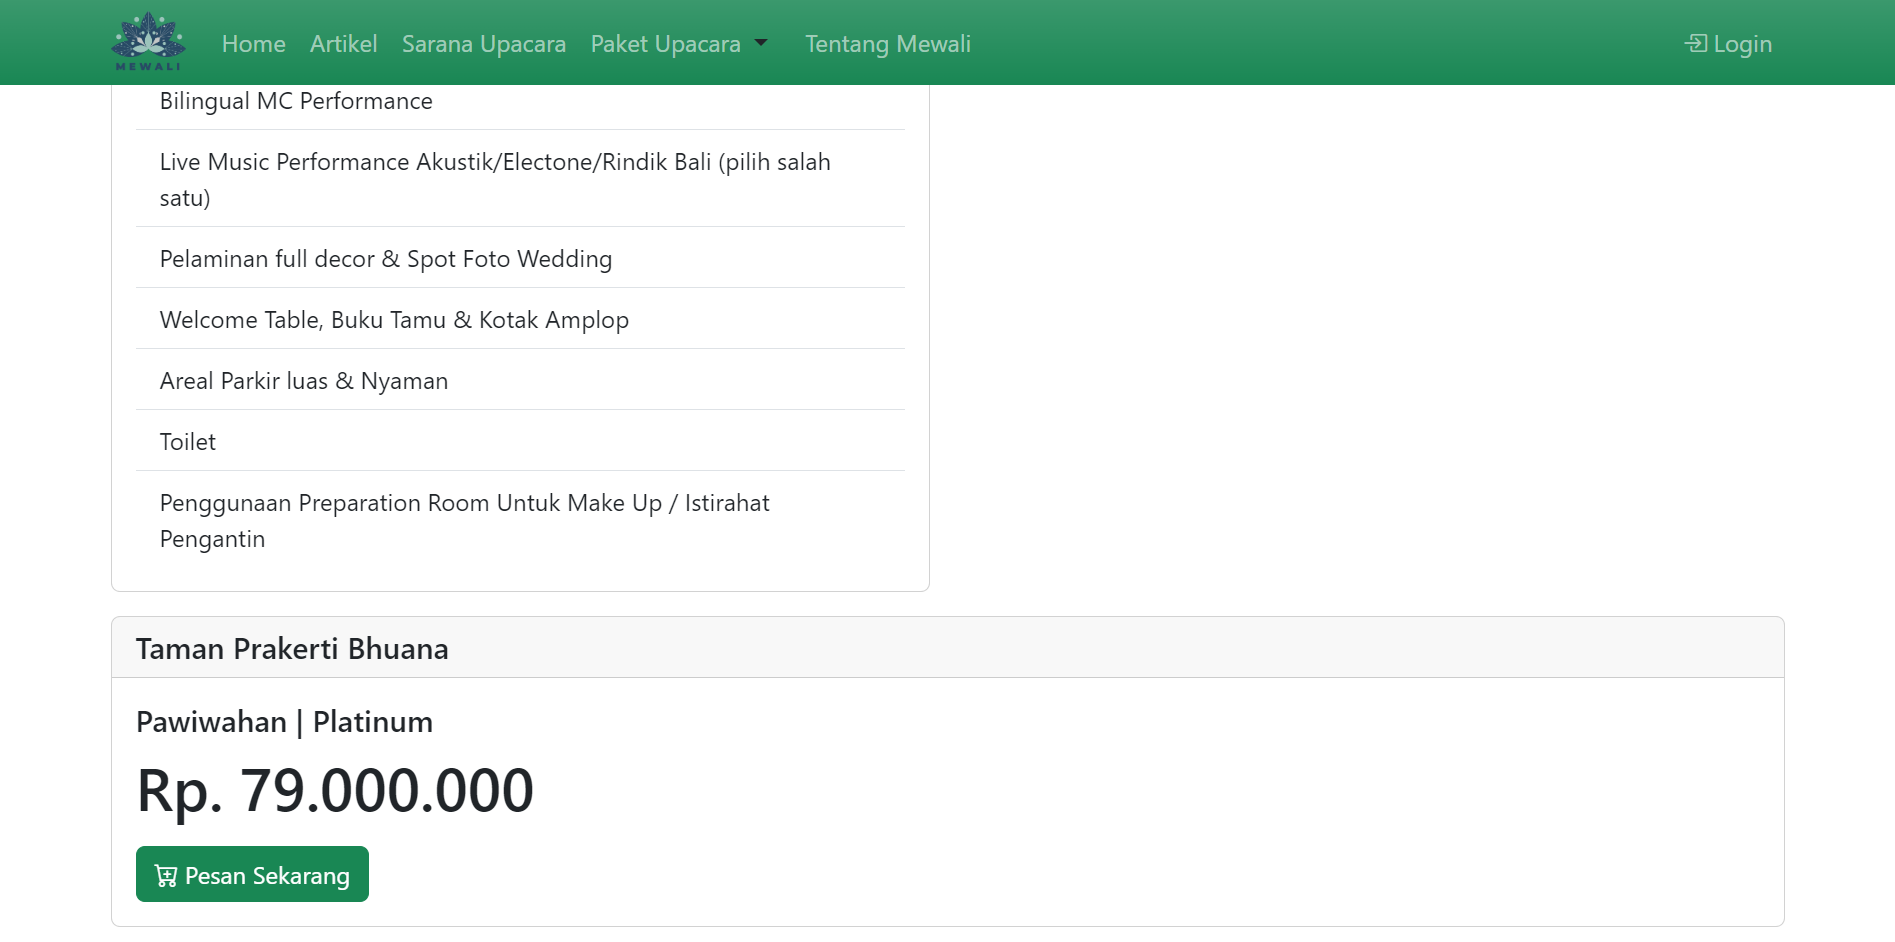 MEWALI
Home Artikel Sarana Upacara Paket Upacara Tentang Mewali Login
Bilingual MC Performance
Live Music Performance Akustik/Electone/Rindik Bali (pilih salah
satu)
Pelaminan full decor & Spot Foto Wedding
Welcome Table, Buku Tamu & Kotak Amplop
Areal Parkir luas & Nyaman
Toilet
Penggunaan Preparation Room Untuk Make Up / Istirahat
Pengantin
Taman Prakerti Bhuana
Pawiwahan | Platinum
Rp. 79.000.000
Pesan Sekarang